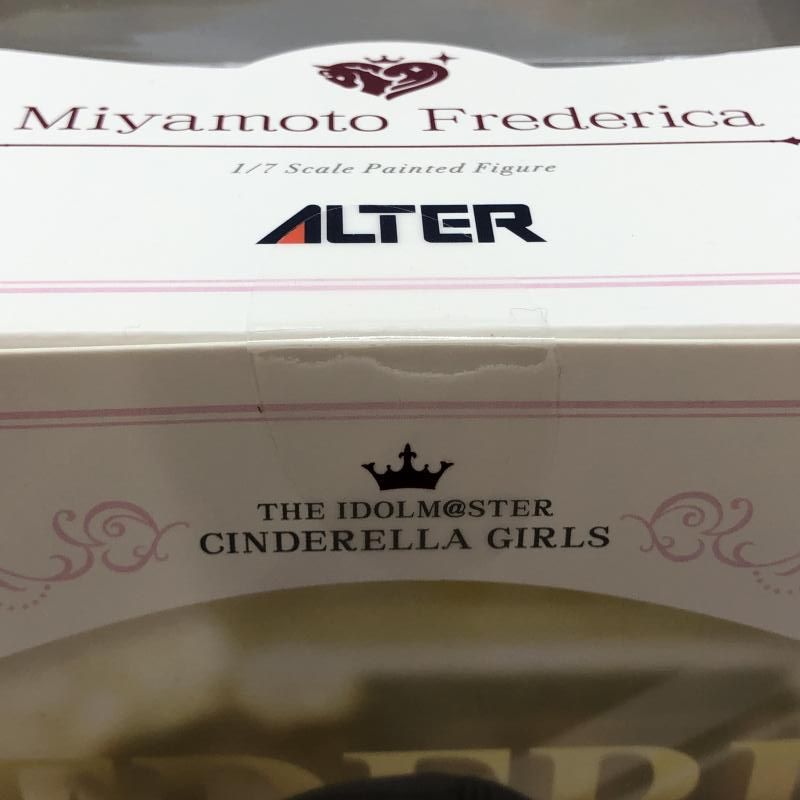 Miyamoto Frederica
1/7 Scale Painted Figure
ALTER
THE IDOLM@STER
CINDERELLA GIRLS